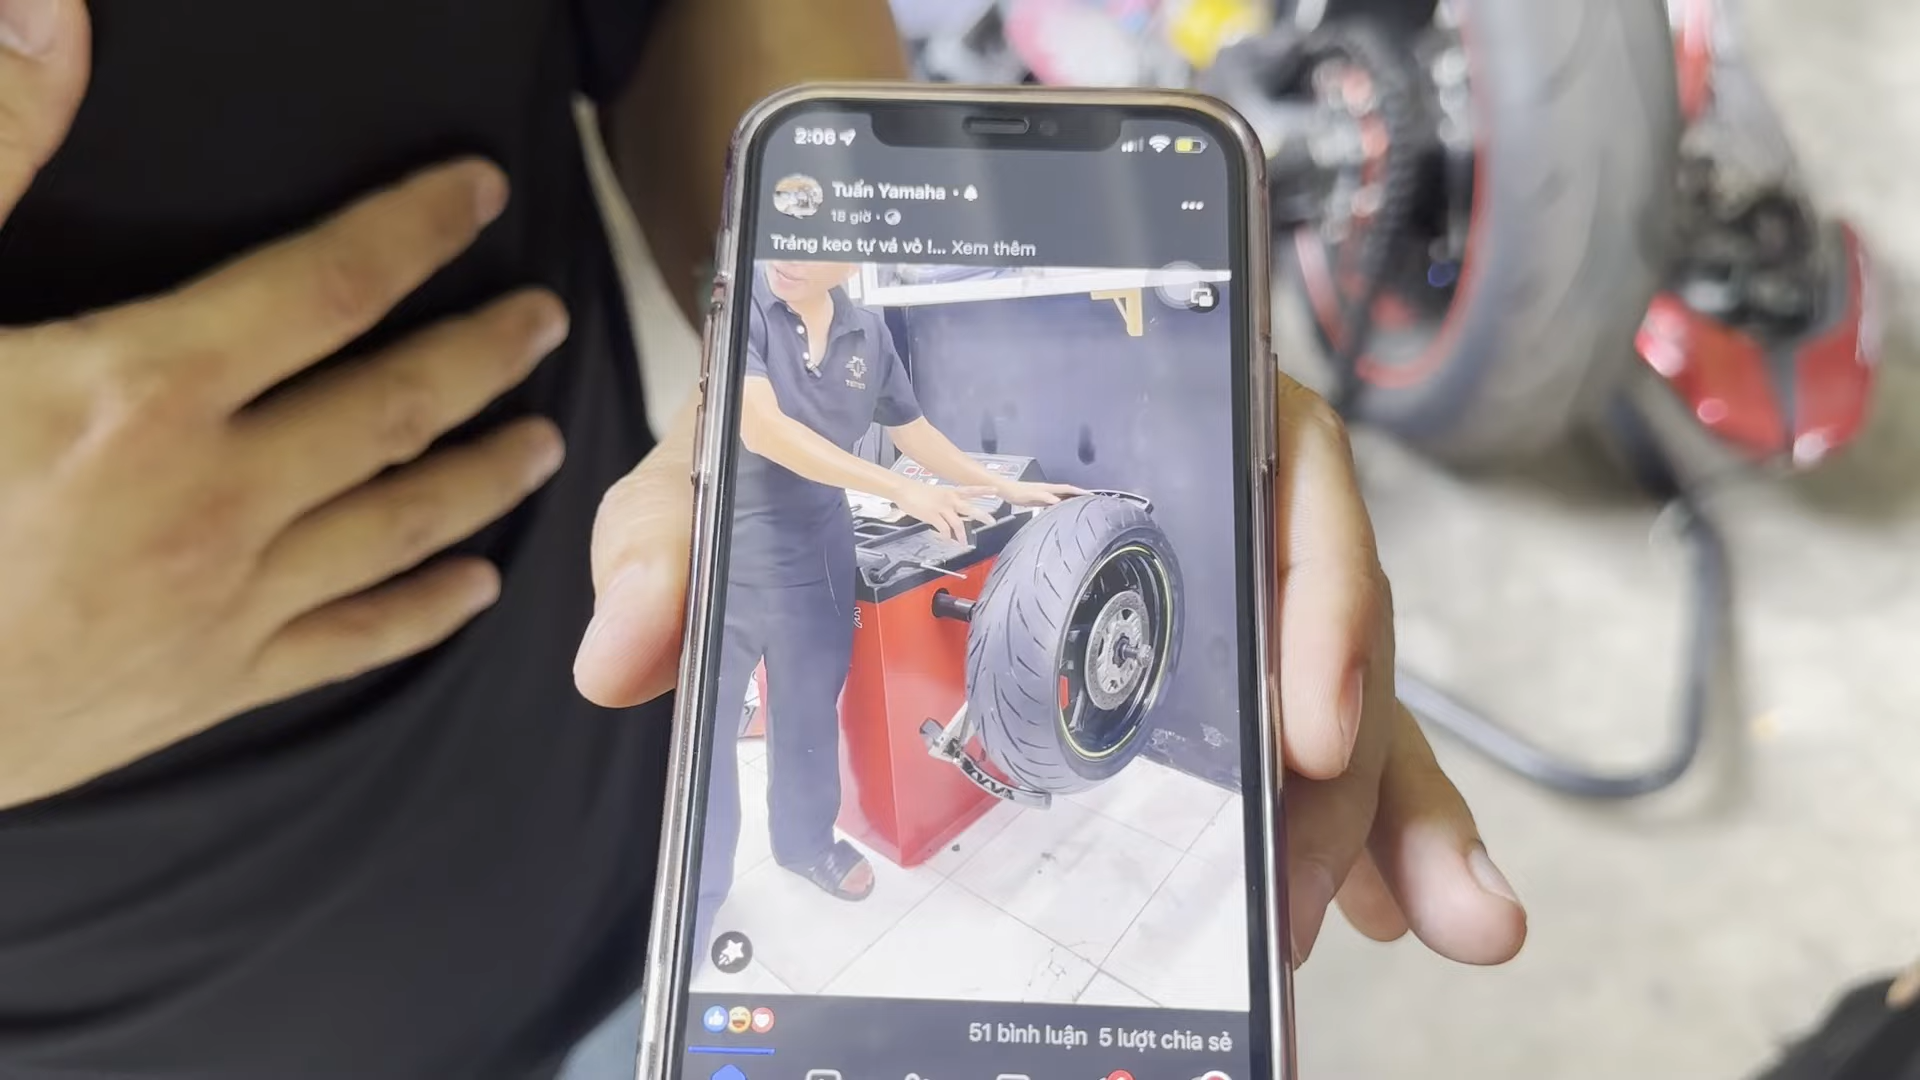 2:06
Tuấn Yamaha
18 giờ
Tráng keo tự vá vỏ !... Xem thêm
51 bình luận 5 lượt chia sẻ